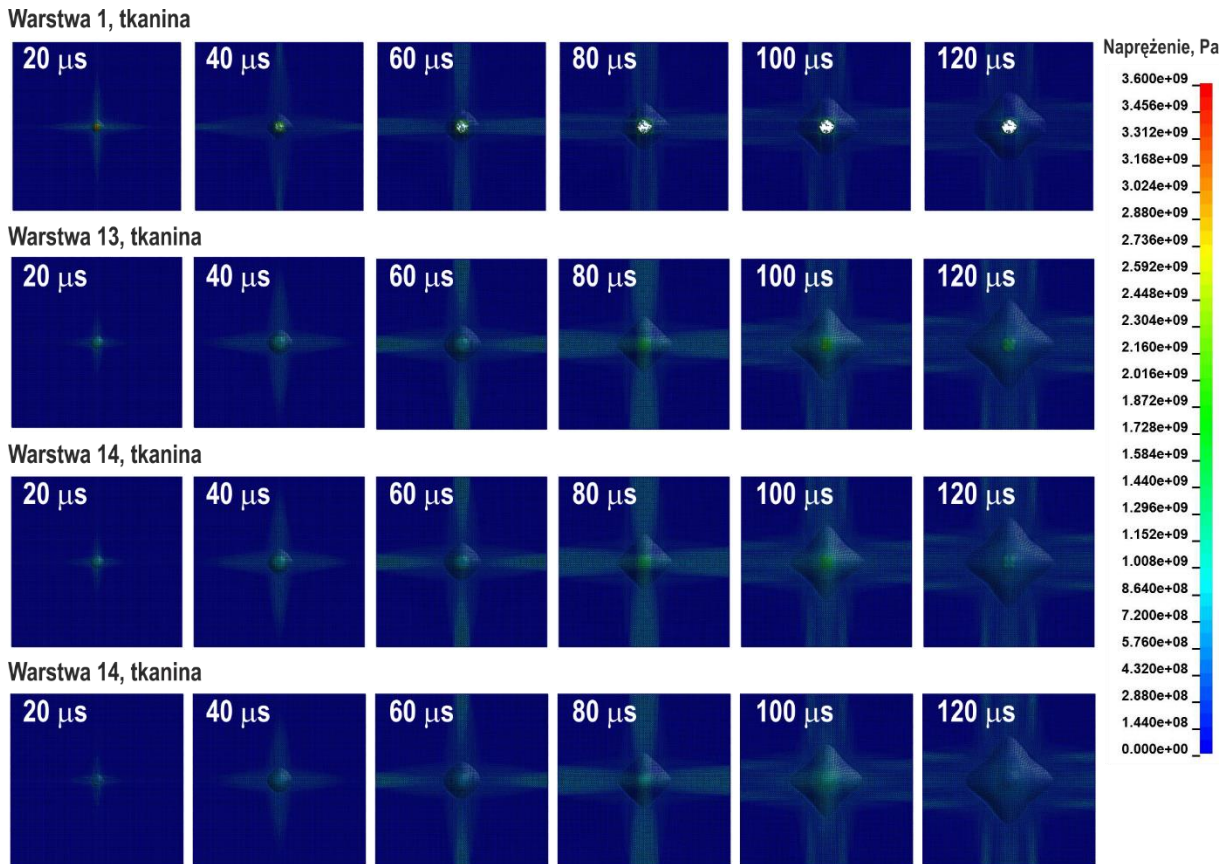 Warstwa 1, tkanina
20 μs 40 μs 60 μs 80 μs 100 μs 120 μs
Warstwa 13, tkanina
20 μs 40 μs 60 μs 80 μs 100 μs 120 μs
Warstwa 14, tkanina
20 μs 40 μs 60 μs 80 μs 100 μs 120 μs
Warstwa 14, tkanina
20 μs 40 μs 60 μs 80 μs 100 μs 120 μs
Naprężenie, Pa
3.600e+09
3.456e+09
3.312e+09
3.168e+09
3.024e+09
2.880e+09
2.736e+09
2.592e+09
2.448e+09
2.304e+09
2.160e+09
2.016e+09
1.872e+09
1.728e+09
1.584e+09
1.440e+09
1.296e+09
1.152e+09
1.008e+09
8.640e+08
7.200e+08
5.760e+08
4.320e+08
2.880e+08
1.440e+08
0.000e+00